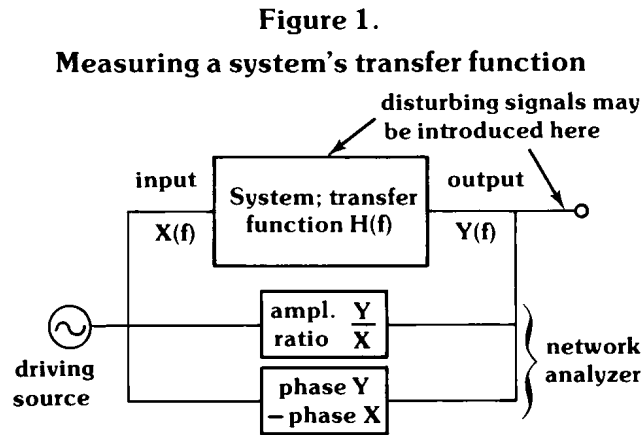 Figure 1.
Measuring a system's transfer function
disturbing signals may
be introduced here
input
output
System; transfer
function H(f)
X(f)
Y(f)
ampl.
ratio
Y
X
driving
source
network
analyzer
phase Y
– phase X